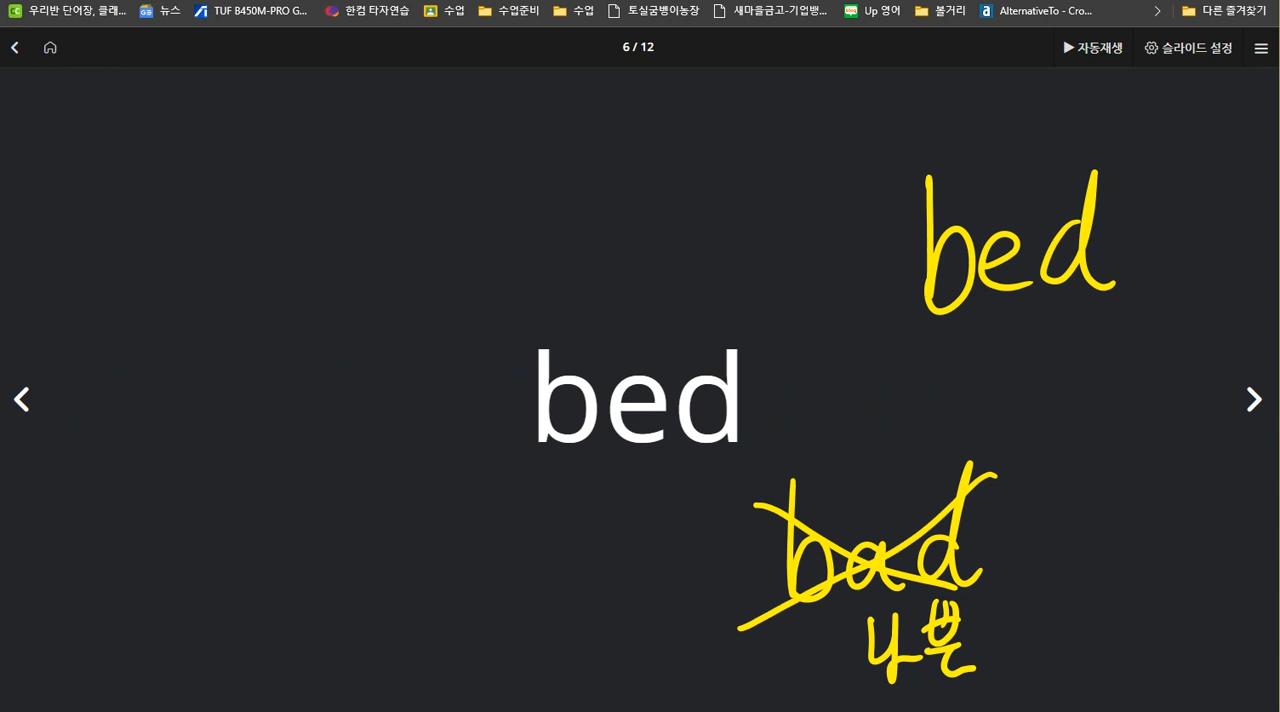 우리반 단어장, 클래... 뉴스 TUF B450M-PRO G... 한컴 타자연습 수업 수업준비 수업 토실굼벵이농장 새마을금고-기업뱅... Up 영어 볼거리 AlternativeTo - Cro... 다른 즐겨찾기
6 / 12 자동재생 슬라이드 설정
bed
bed
bad
나쁜